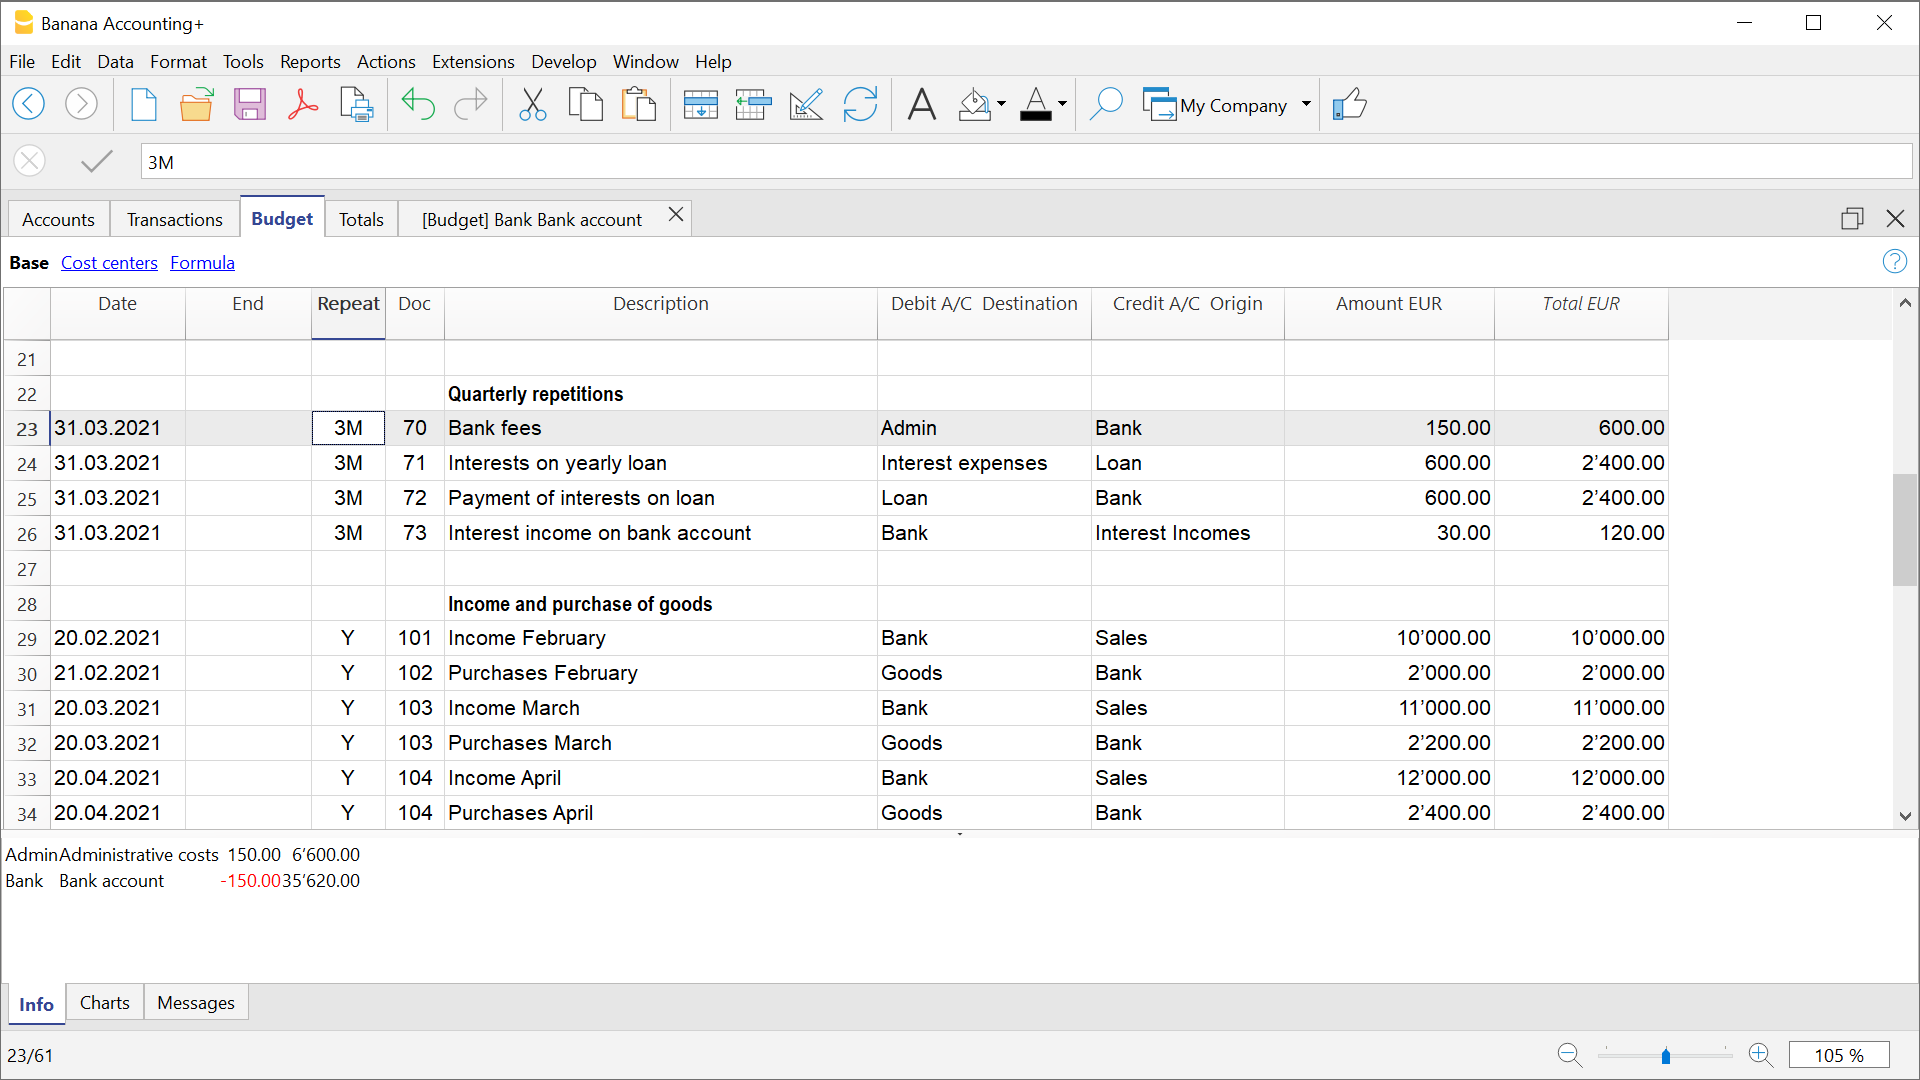 Banana Accounting+
File Edit Data Format Tools Reports Actions Extensions Develop Window Help
My Company
3M
Accounts Transactions Budget Totals [Budget] Bank Bank account
Base Cost centers Formula
Date End Repeat Doc Description Debit A/C Destination Credit A/C Origin Amount EUR Total EUR
21
22 Quarterly repetitions
23 31.03.2021 3M 70 Bank fees Admin Bank 150.00 600.00
24 31.03.2021 3M 71 Interests on yearly loan Interest expenses Loan 600.00 2’400.00
25 31.03.2021 3M 72 Payment of interests on loan Loan Bank 600.00 2’400.00
26 31.03.2021 3M 73 Interest income on bank account Bank Interest Incomes 30.00 120.00
27
28 Income and purchase of goods
29 20.02.2021 Y 101 Income February Bank Sales 10’000.00 10’000.00
30 21.02.2021 Y 102 Purchases February Goods Bank 2’000.00 2’000.00
31 20.03.2021 Y 103 Income March Bank Sales 11’000.00 11’000.00
32 20.03.2021 Y 103 Purchases March Goods Bank 2’200.00 2’200.00
33 20.04.2021 Y 104 Income April Bank Sales 12’000.00 12’000.00
34 20.04.2021 Y 104 Purchases April Goods Bank 2’400.00 2’400.00
Admin Administrative costs 150.00 6’600.00
Bank Bank account -150.00 35’620.00
Info Charts Messages
23/61 105 %